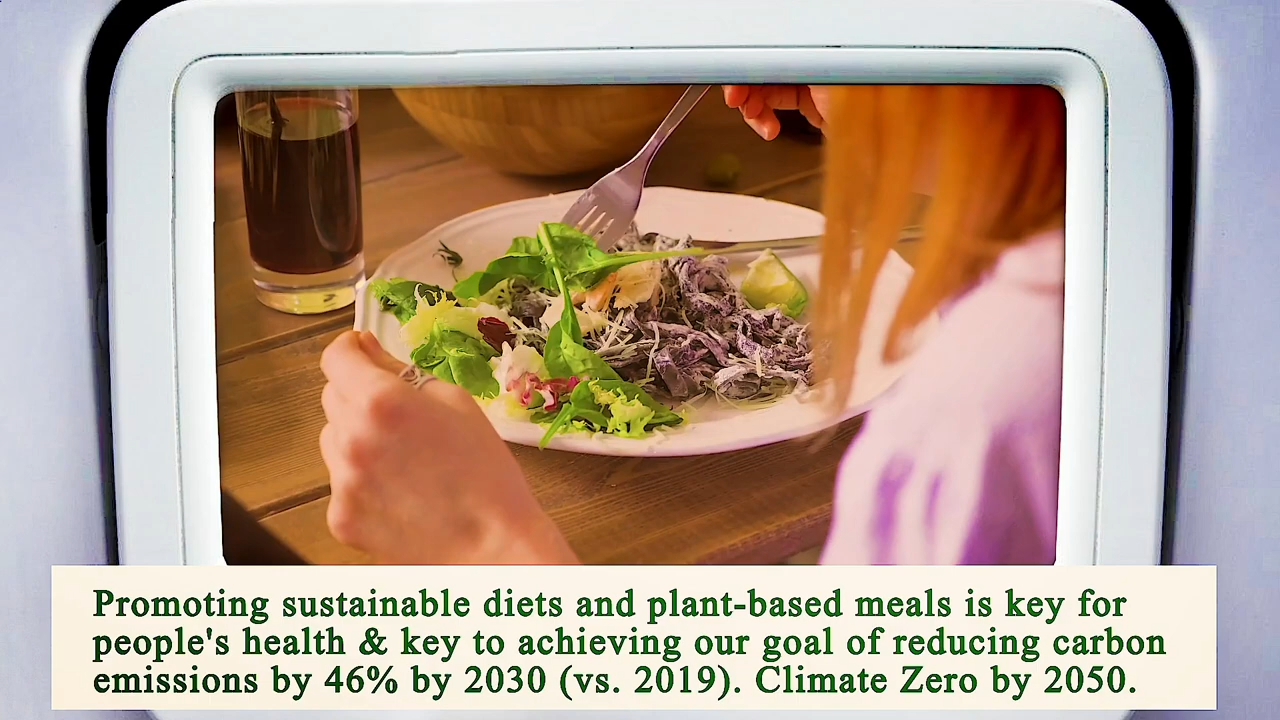 Promoting sustainable diets and plant-based meals is key for
people's health & key to achieving our goal of reducing carbon
emissions by 46% by 2030 (vs. 2019). Climate Zero by 2050.